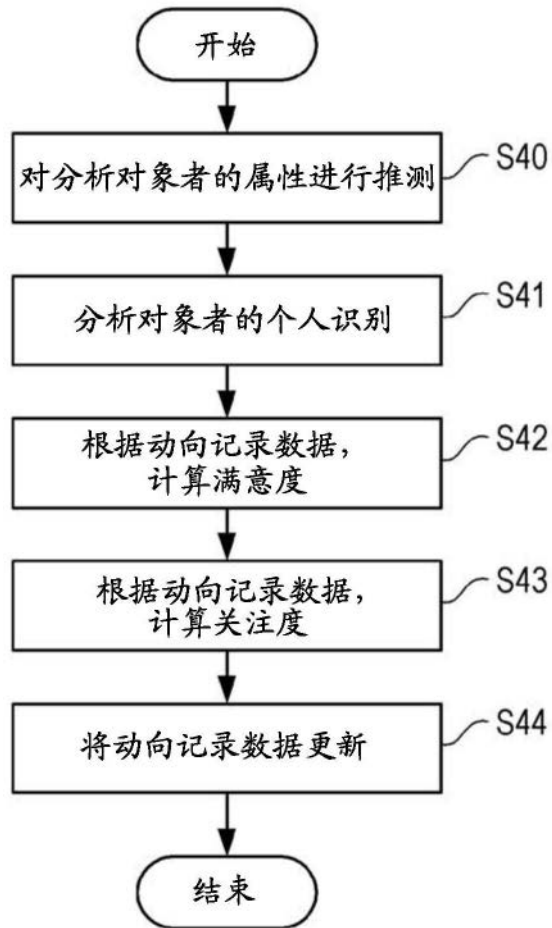 开始
对分析对象者的属性进行推测
S40
分析对象者的个人识别
S41
根据动向记录数据，
计算满意度
S42
根据动向记录数据，
计算关注度
S43
将动向记录数据更新
S44
结束